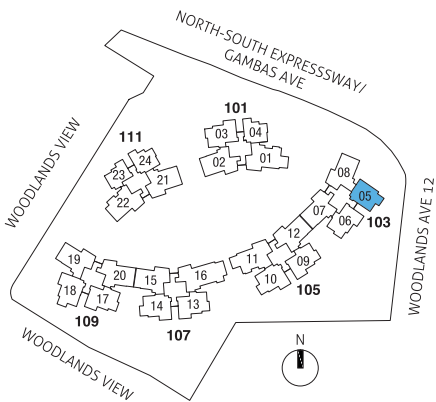 NORTH-SOUTH EXPRESSSWAY/
GAMBAS AVE
101
03 04
02 01
111
24
23 21
22
WOODLANDS VIEW
08
05
07
06
103
WOODLANDS AVE 12
12
11 09
10
105
19
20 15 16
18 17 14 13
109
107
WOODLANDS VIEW
N